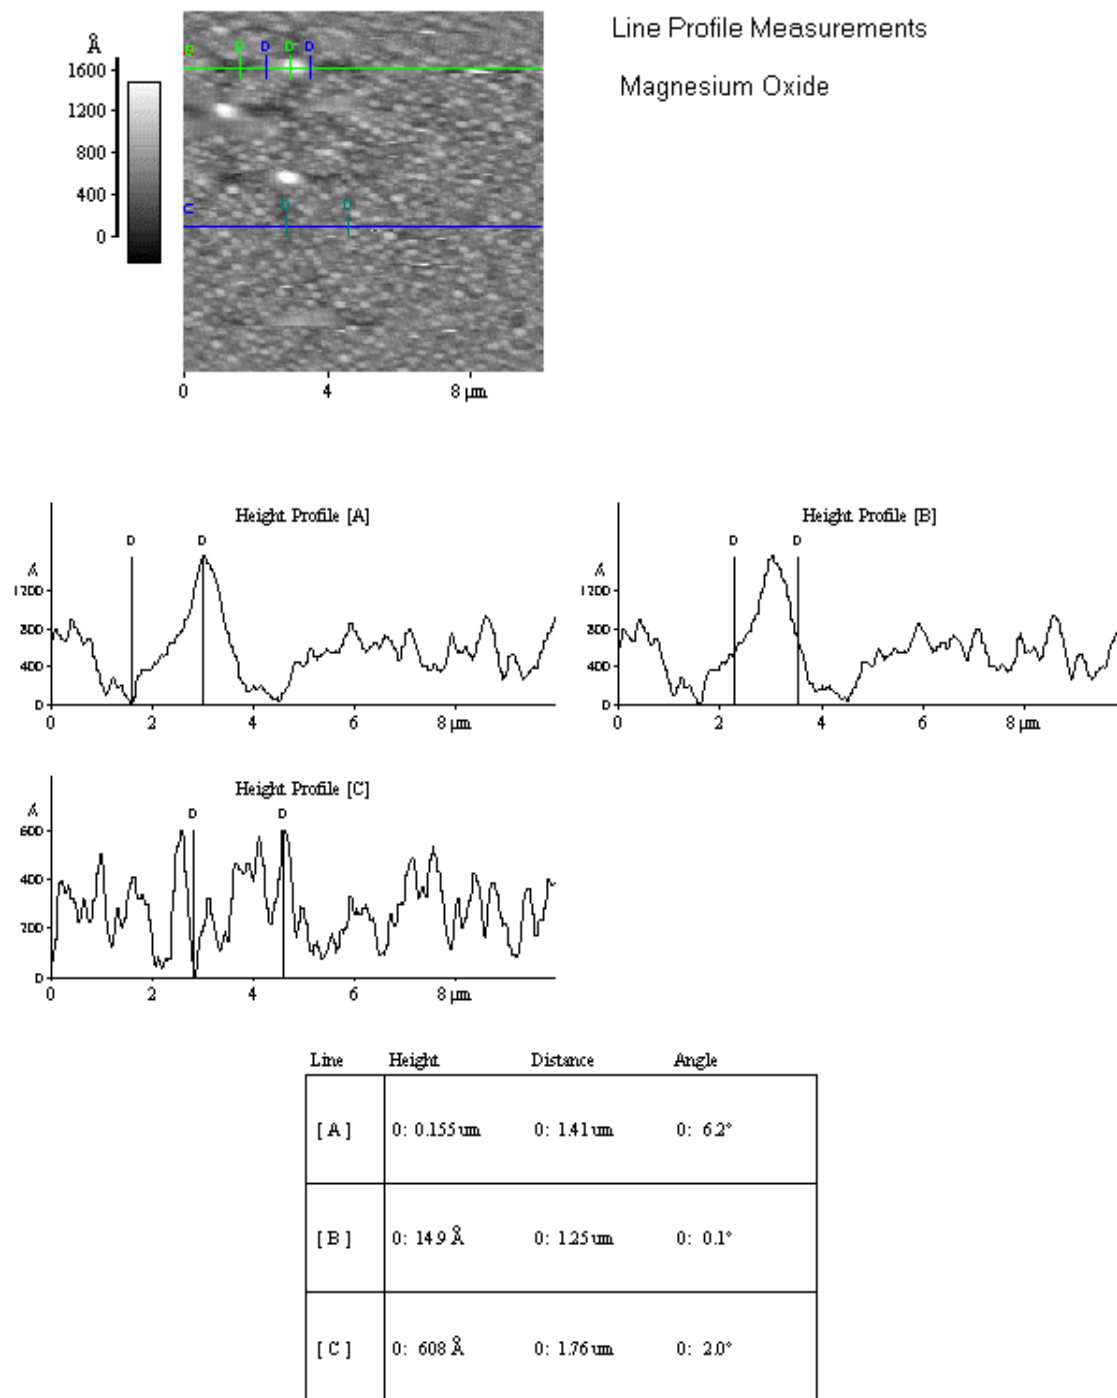 Line Profile Measurements
Magnesium Oxide
Å
1600
1200
800
400
0
B
D D D D
C
D D
0 4 8 µm
Height Profile [A]
D D
Å
1200
800
400
0
0 2 4 6 8 µm
Height Profile [B]
D D
Å
1200
800
400
0
0 2 4 6 8 µm
Height Profile [C]
D D
Å
600
400
200
0
0 2 4 6 8 µm
Line Height Distance Angle
[A] 0: 0.155 um 0: 1.41 um 0: 6.2°
[B] 0: 14.9 Å 0: 1.25 um 0: 0.1°
[C] 0: 608 Å 0: 1.76 um 0: 2.0°